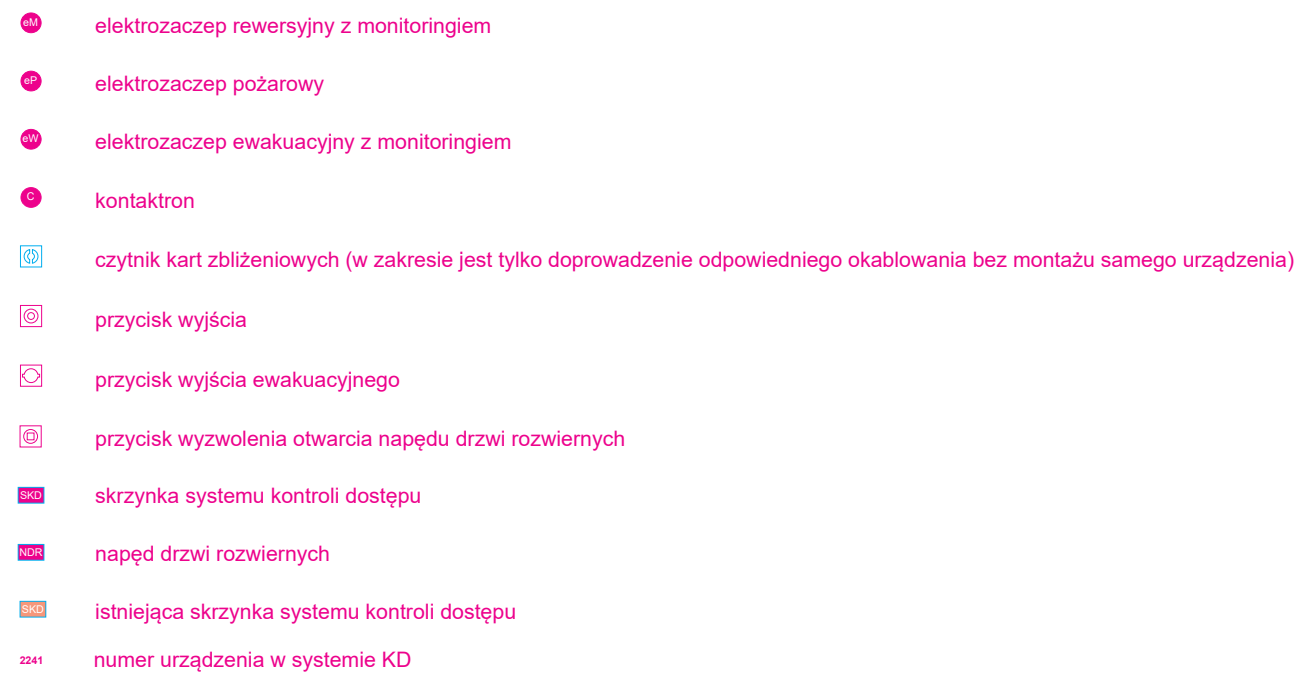 eM elektrozaczep rewersyjny z monitoringiem
eP elektrozaczep pożarowy
eW elektrozaczep ewakuacyjny z monitoringiem
C kontaktron
czytnik kart zbliżeniowych (w zakresie jest tylko doprowadzenie odpowiedniego okablowania bez montażu samego urządzenia)
przycisk wyjścia
przycisk wyjścia ewakuacyjnego
przycisk wyzwolenia otwarcia napędu drzwi rozwiernych
SKD skrzynka systemu kontroli dostępu
NDR napęd drzwi rozwiernych
SKD istniejąca skrzynka systemu kontroli dostępu
2241 numer urządzenia w systemie KD